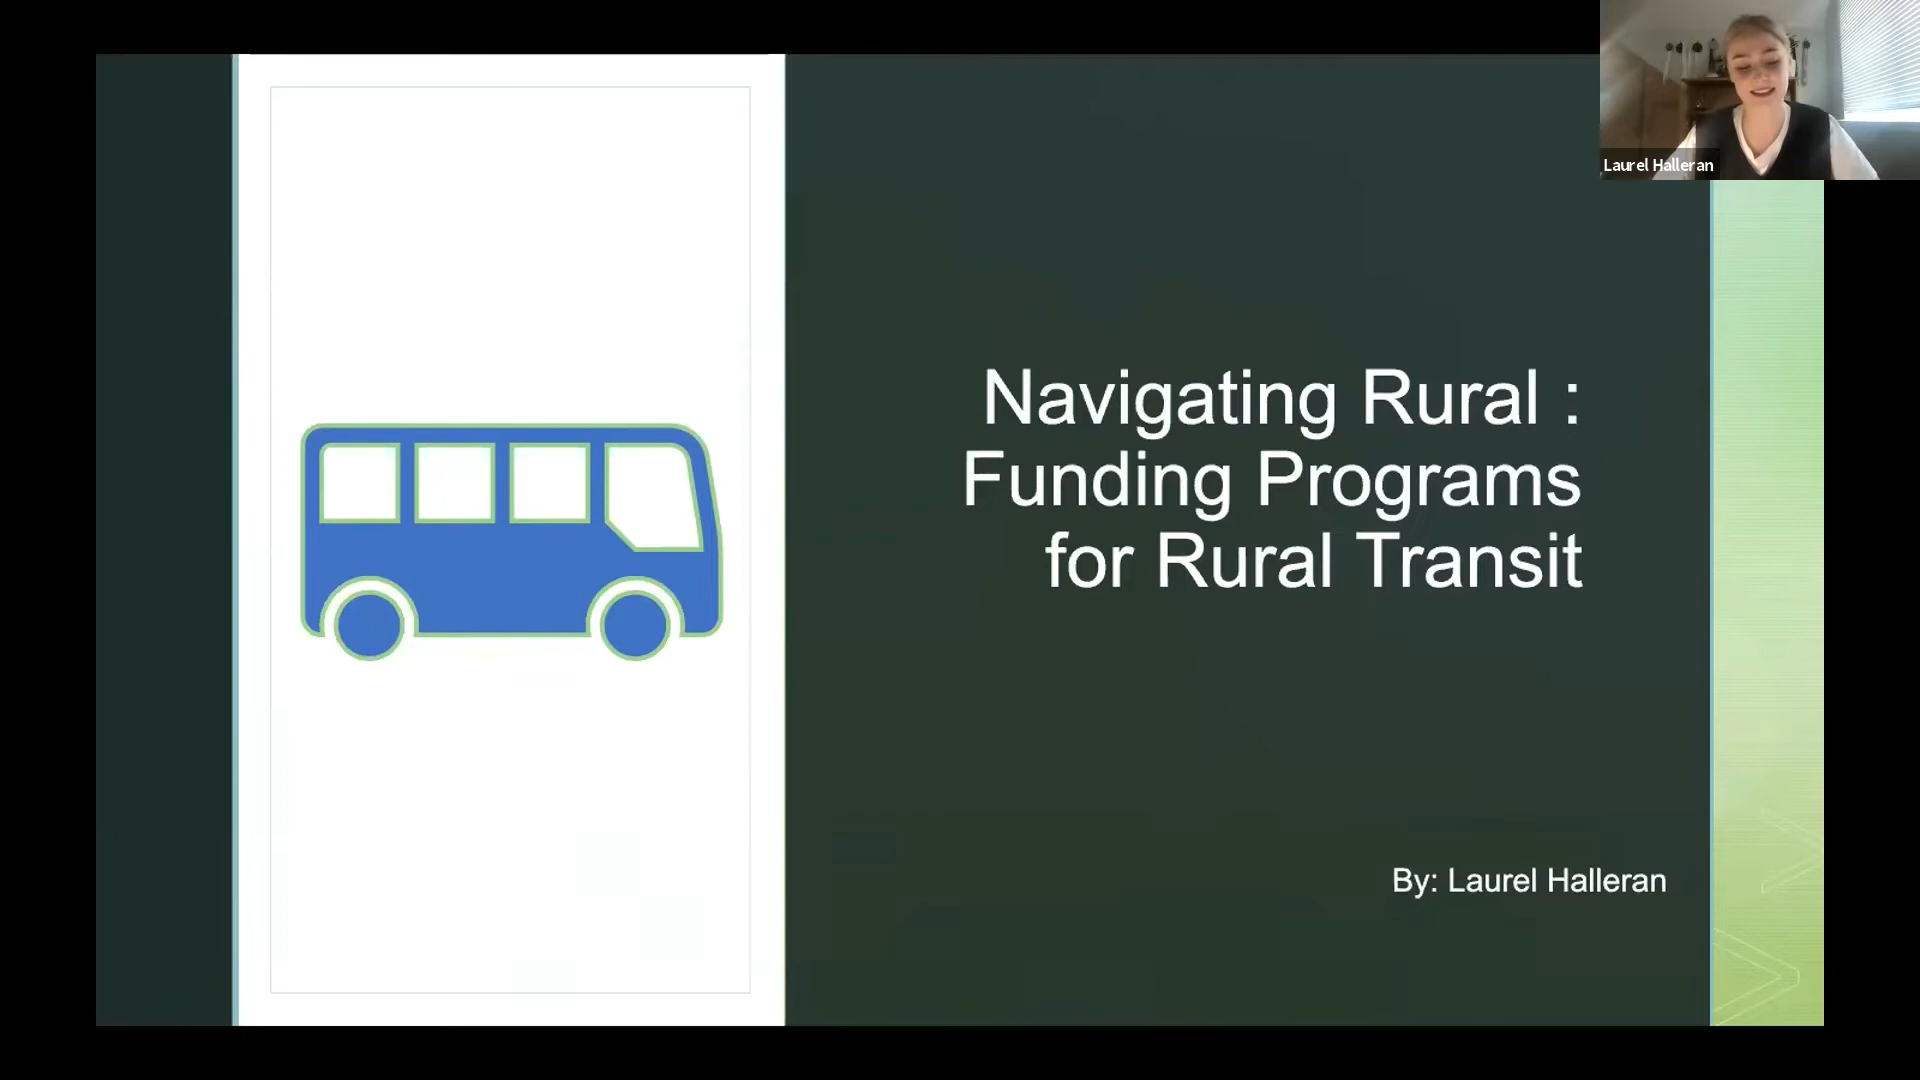 Laurel Halleran
Navigating Rural :
Funding Programs
for Rural Transit
By: Laurel Halleran